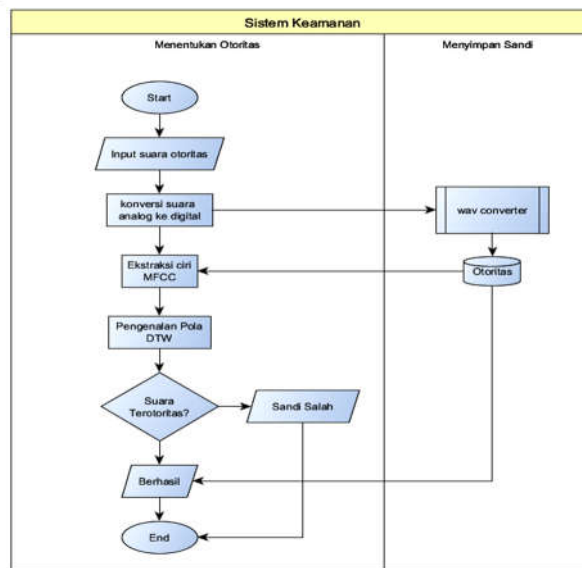 Sistem Keamanan
Menentukan Otoritas
Menyimpan Sandi
Start
Input suara otoritas
konversi suara
analog ke digital
wav converter
Ekstraksi ciri
MFCC
Otoritas
Pengenalan Pola
DTW
Suara
Terotoritas?
Sandi Salah
Berhasil
End